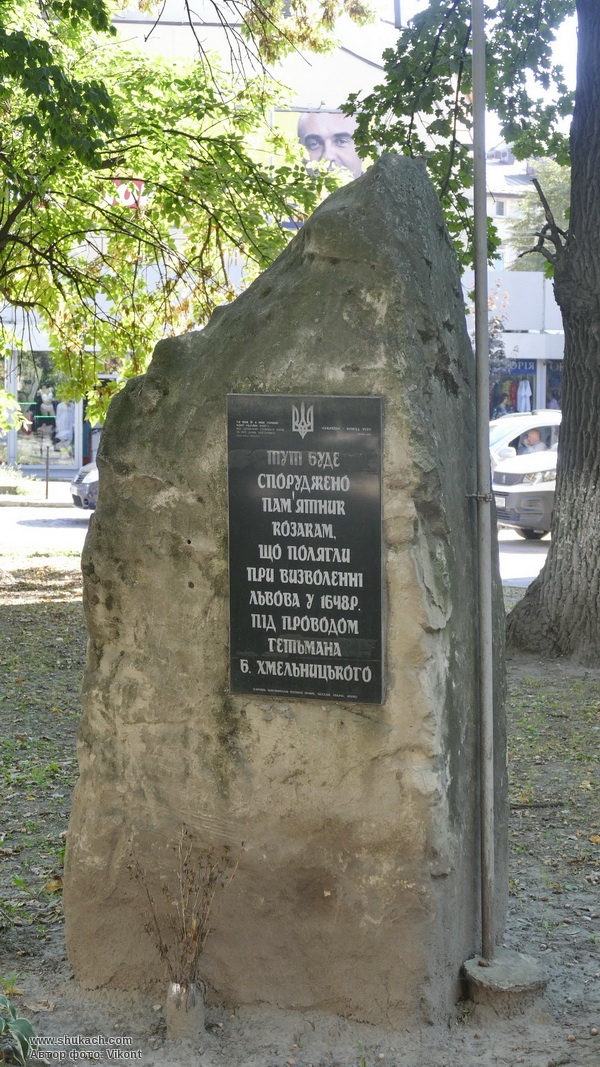 ТУТ БУДЕ
СПОРУДЖЕНО
ПАМ'ЯТНИК
КОЗАКАМ,
ЩО ПОЛЯГЛИ
ПРИ ВИЗВОЛЕННІ
ЛЬВОВА У 1648Р.
ПІД ПРОВОДОМ
ГЕТЬМАНА
Б. ХМЕЛЬНИЦЬКОГО
www.shukach.com
Автор фото: Vikont